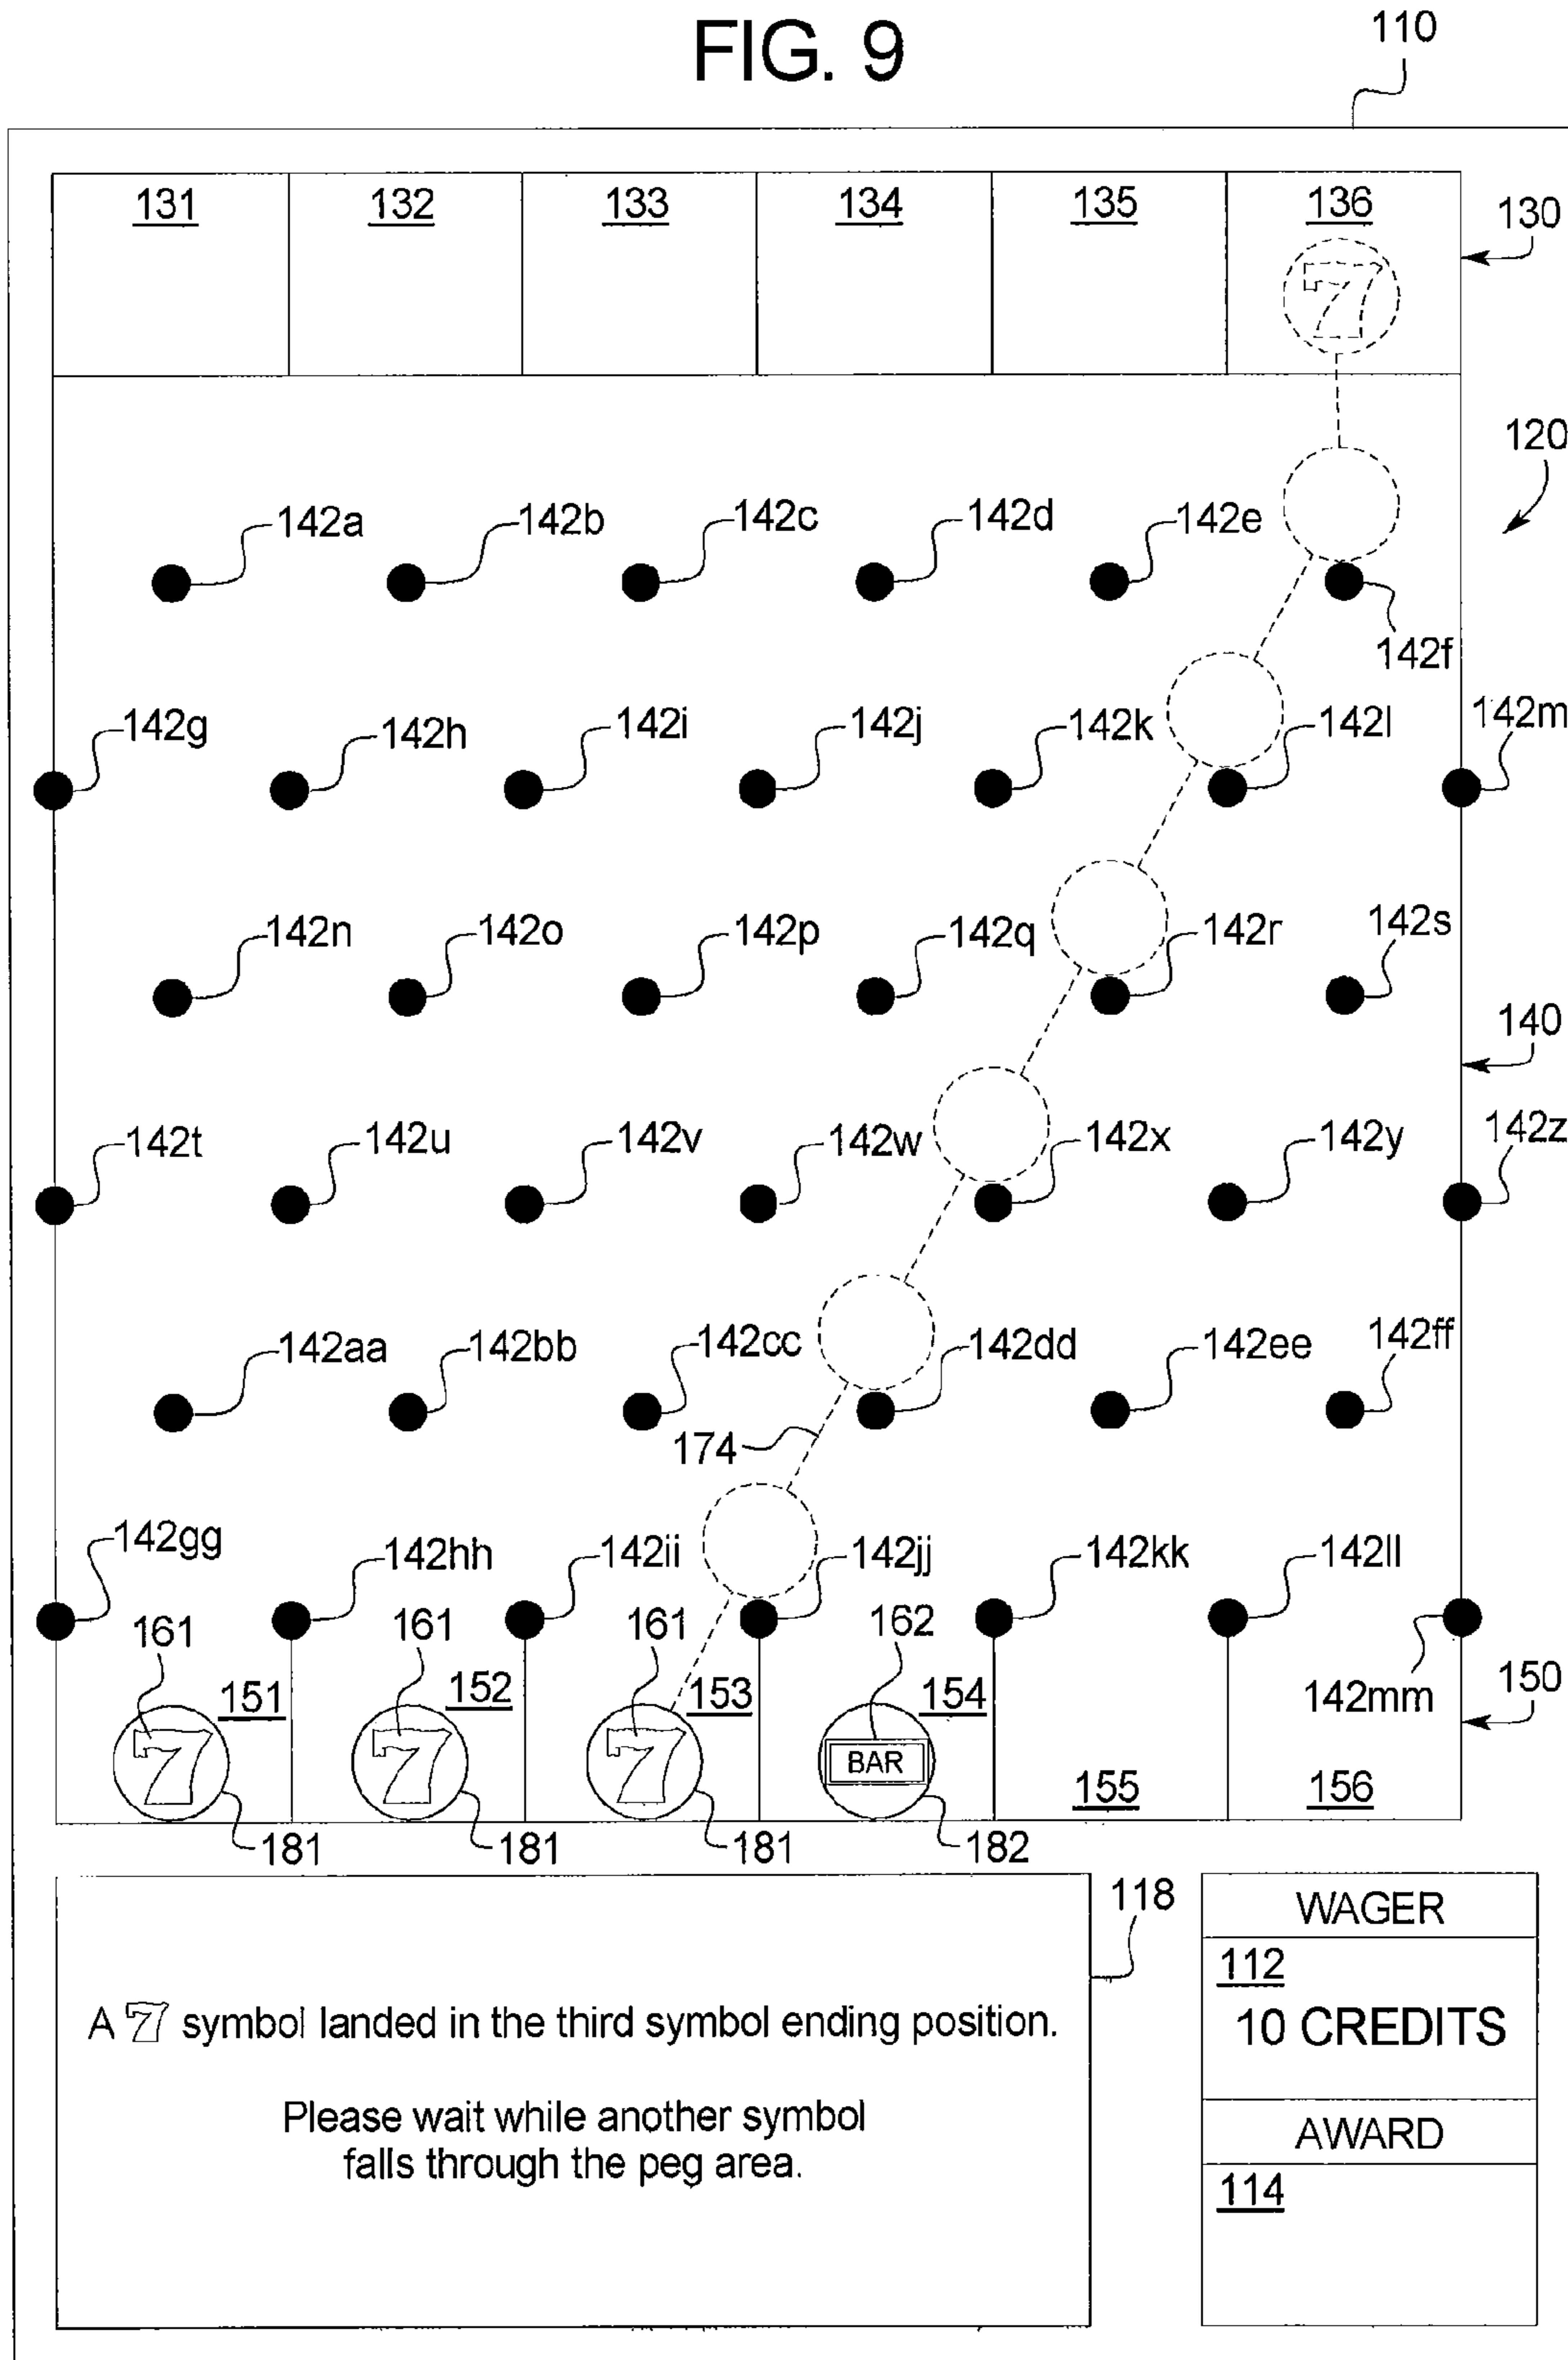 FIG. 9
110
131 132 133 134 135 136
130
7
120
142a 142b 142c 142d 142e
142f
142g 142h 142i 142j 142k 142l 142m
142n 142o 142p 142q 142r 142s
140
142t 142u 142v 142w 142x 142y 142z
142aa 142bb 142cc 142dd 142ee 142ff
174
142gg 142hh 142ii 142jj 142kk 142ll
161 161 161 162
151 152 153 154 142mm 150
7 7 7 BAR
155 156
181 181 181 182
118
WAGER
112
10 CREDITS
A 7 symbol landed in the third symbol ending position.
Please wait while another symbol
falls through the peg area.
AWARD
114